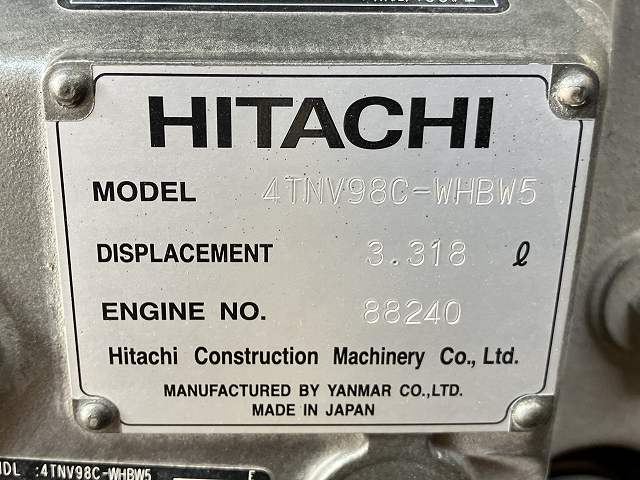 HITACHI
MODEL 4TNV98C-WHBW5
DISPLACEMENT 3.318 ℓ
ENGINE NO. 88240
Hitachi Construction Machinery Co., Ltd.
MANUFACTURED BY YANMAR CO.,LTD.
MADE IN JAPAN
:4TNV98C-WHBW5